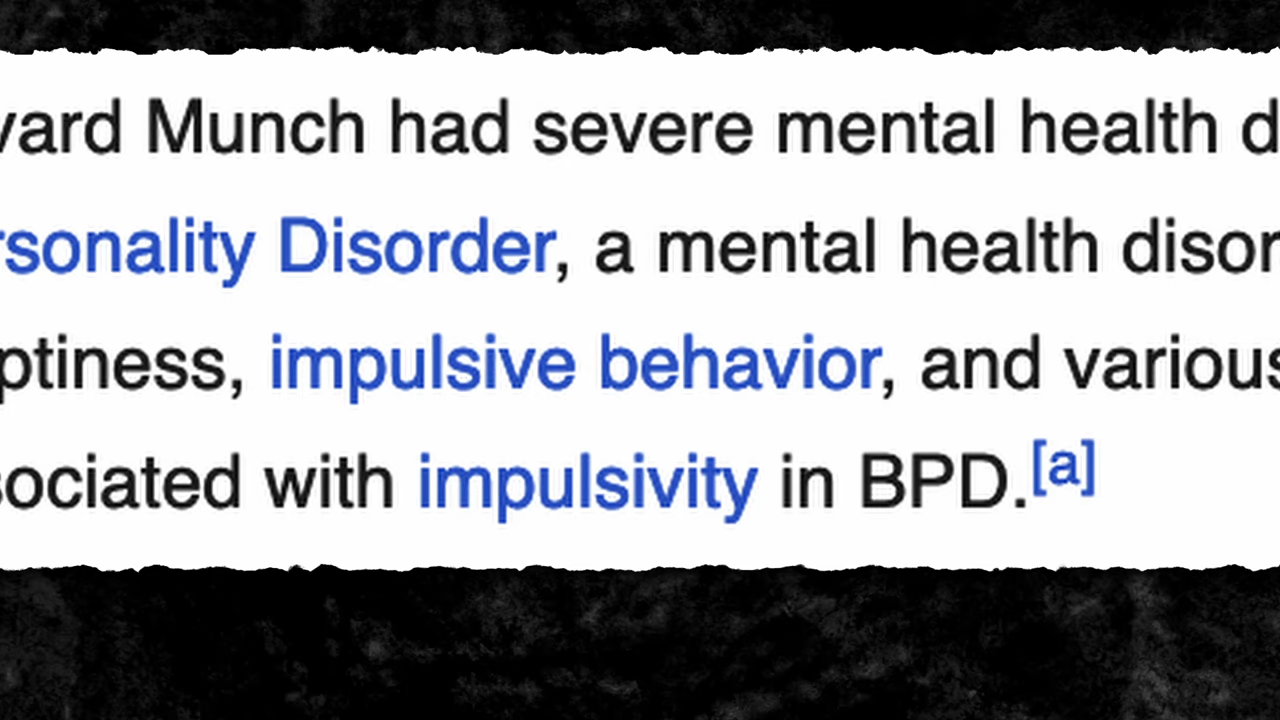 vard Munch had severe mental health d
rsonality Disorder, a mental health disor
ptiness, impulsive behavior, and various
sociated with impulsivity in BPD.[a]